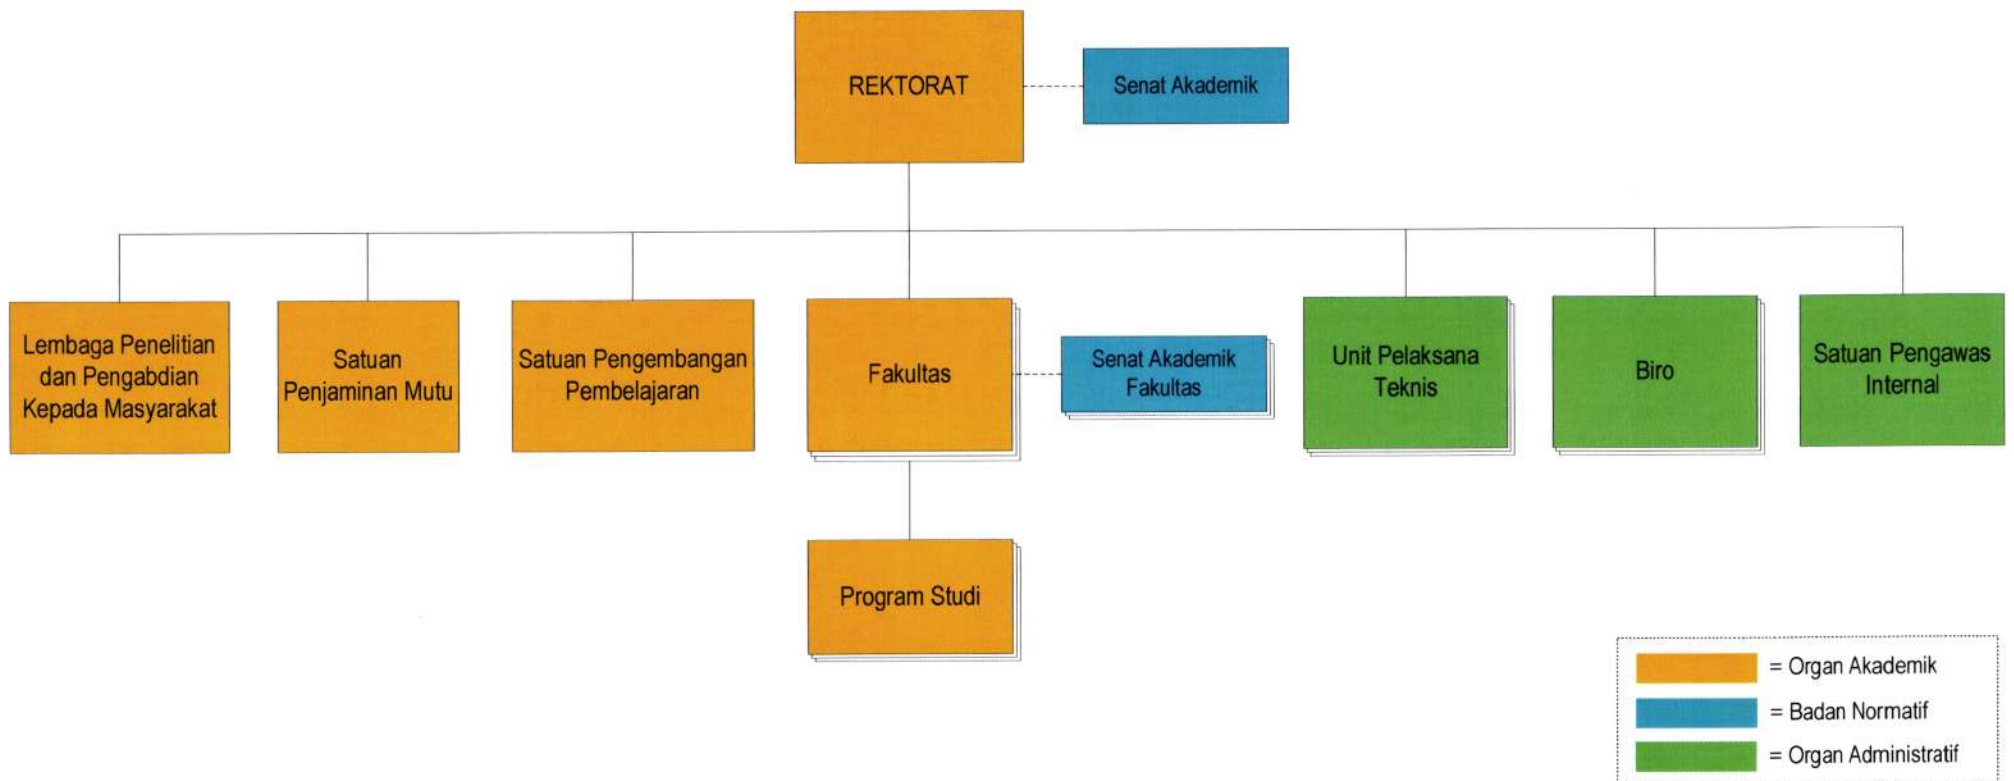 REKTORAT
Senat Akademik
Lembaga Penelitian
dan Pengabdian
Kepada Masyarakat
Satuan
Penjaminan Mutu
Satuan Pengembangan
Pembelajaran
Fakultas
Senat Akademik
Fakultas
Unit Pelaksana
Teknis
Biro
Satuan Pengawas
Internal
Program Studi
= Organ Akademik
= Badan Normatif
= Organ Administratif